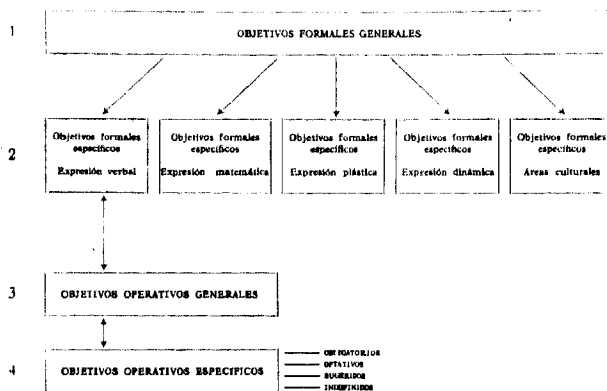 1
OBJETIVOS FORMALES GENERALES
2
Objetivos formales
específicos
Expresión verbal
Objetivos formales
específicos
Expresión matemática
Objetivos formales
específicos
Expresión plástica
Objetivos formales
específicos
Expresión dinámica
Objetivos formales
específicos
Areas culturales
3
OBJETIVOS OPERATIVOS GENERALES
4
OBJETIVOS OPERATIVOS ESPECIFICOS
OBLIGATORIOS
OPTATIVOS
SUGERIDOS
INDEFINIDOS